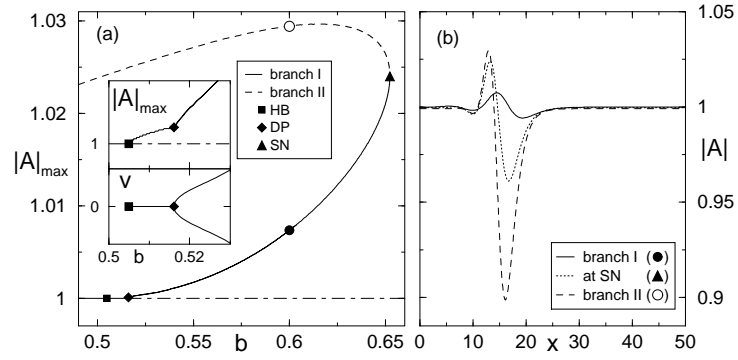 (a)
|A|max
1.03
1.02
1.01
1
0.5
0.55
b
0.6
0.65
branch I
branch II
HB
DP
SN
|A|max
1
v
0
0.5
b
0.52
(b)
1.05
1
|A|
0.95
0.9
branch I (●)
at SN (▲)
branch II (○)
0
10
20
x
30
40
50